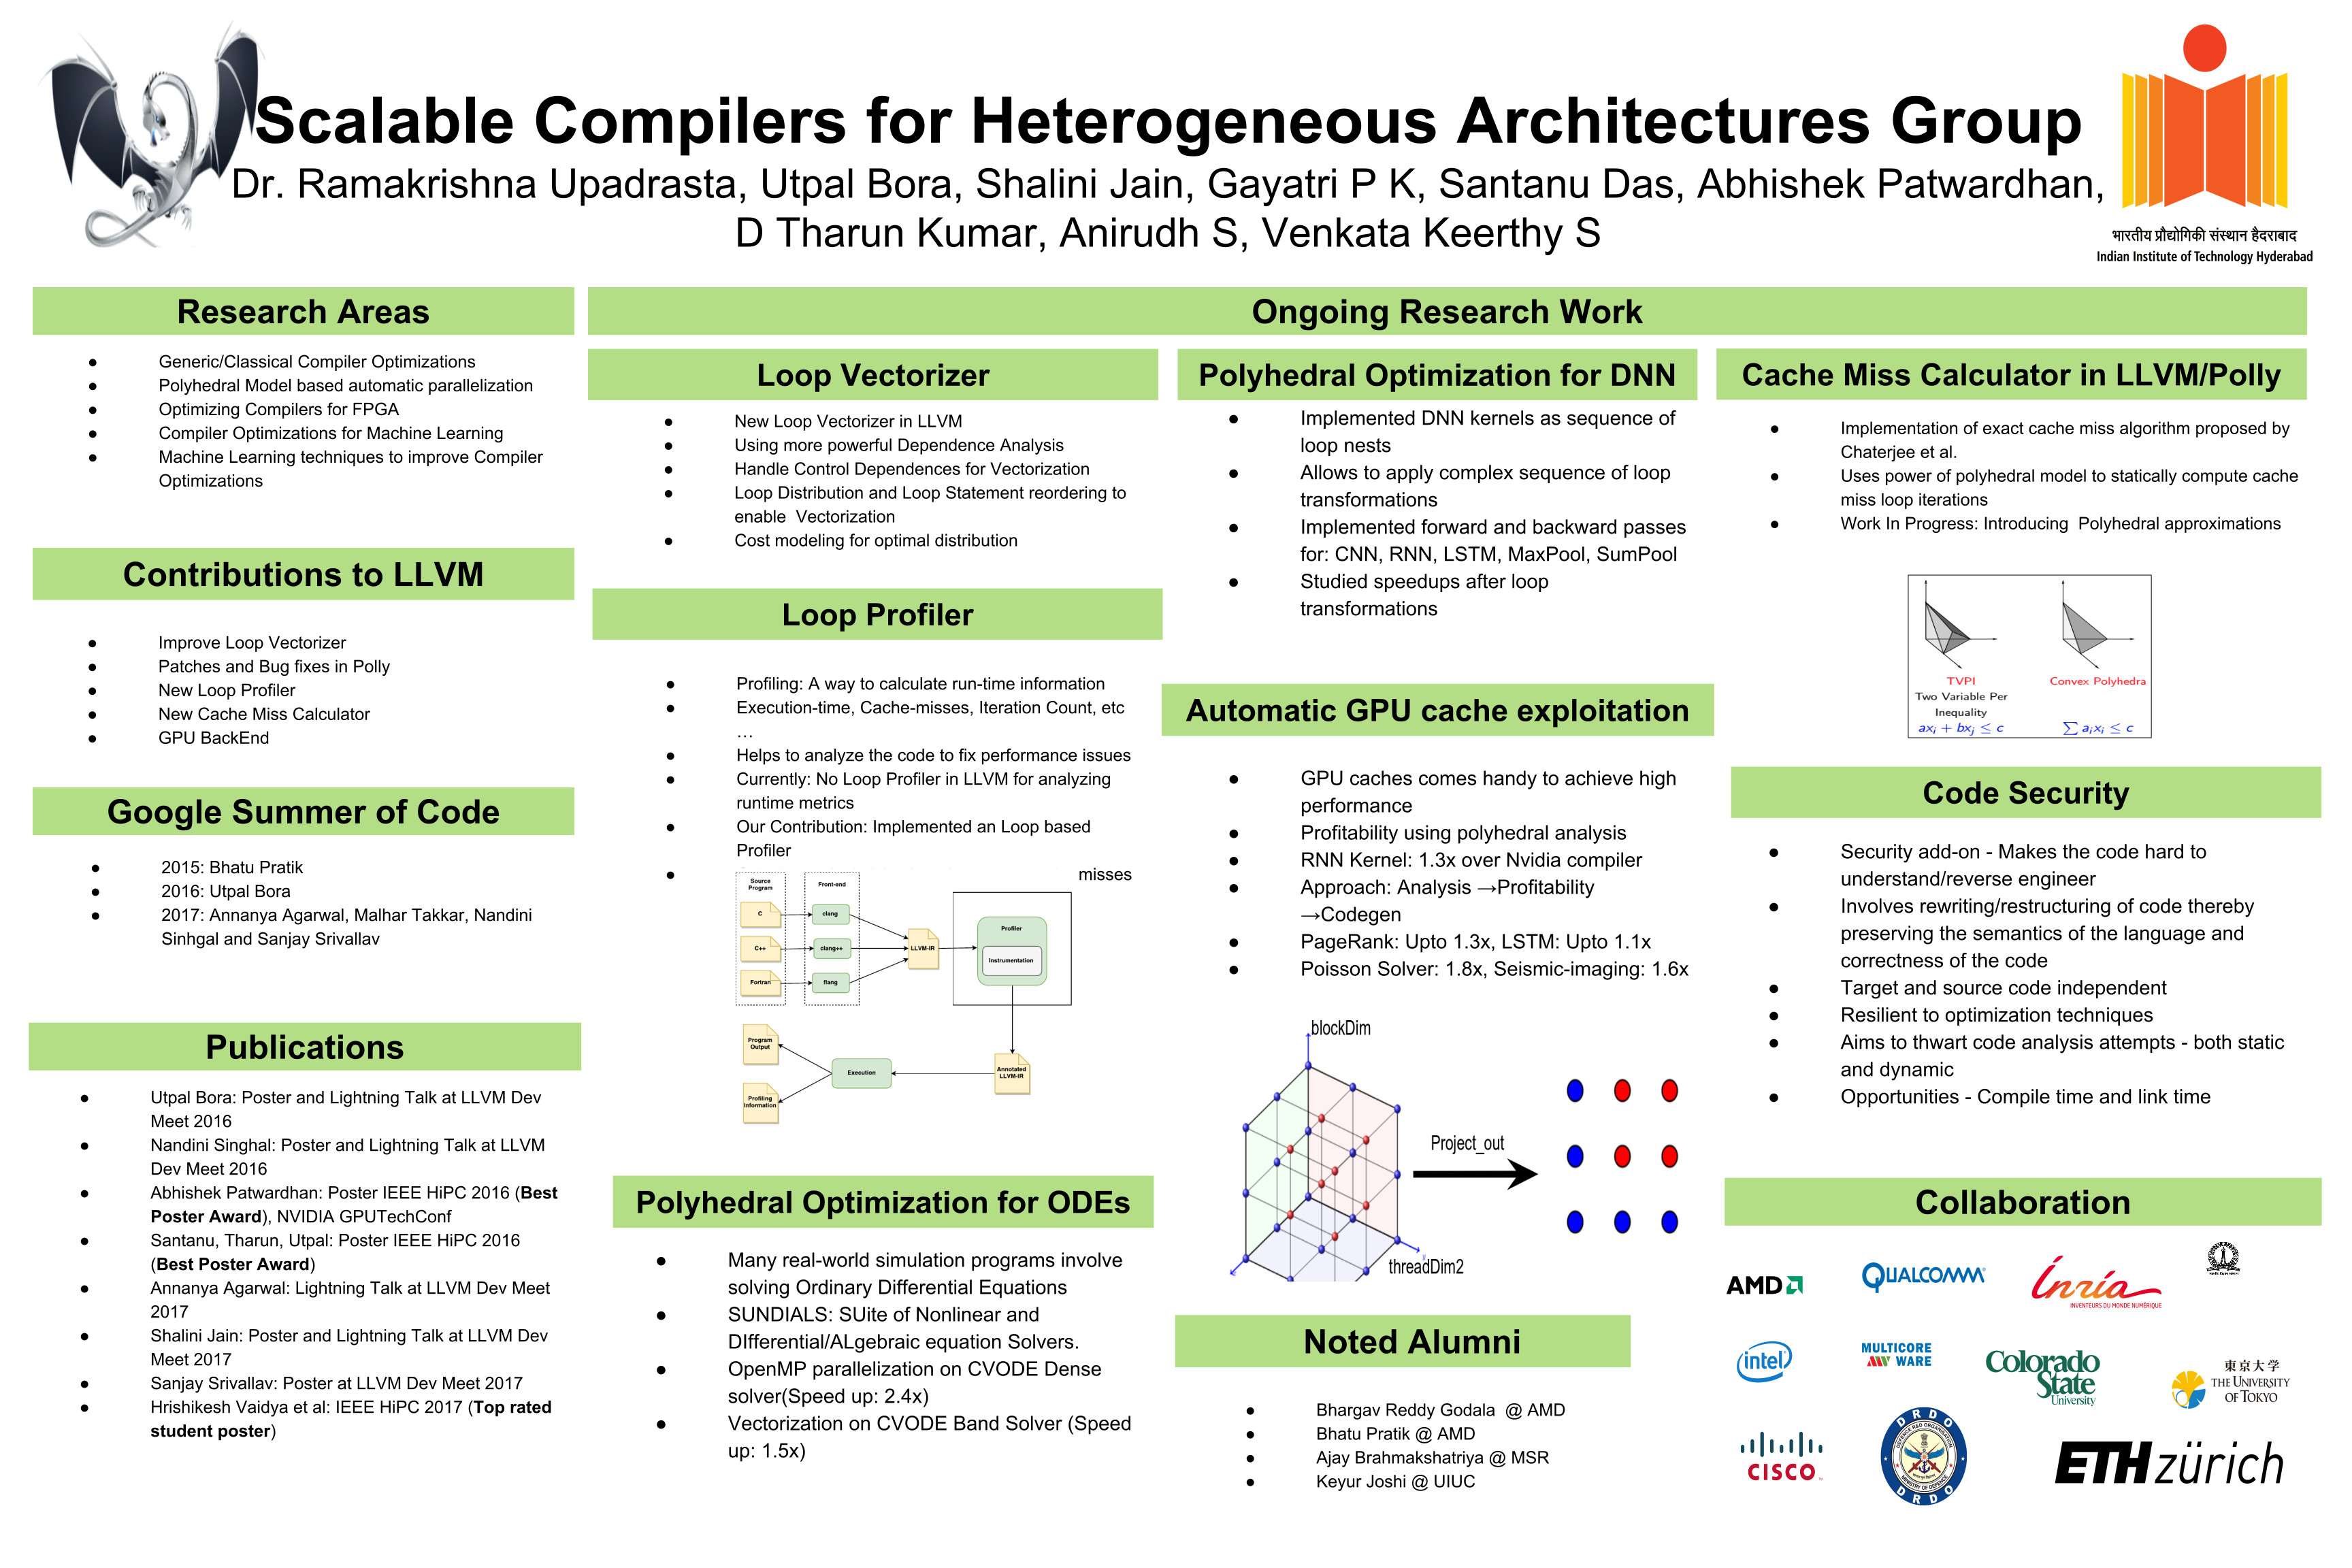 Scalable Compilers for Heterogeneous Architectures Group
Dr. Ramakrishna Upadrasta, Utpal Bora, Shalini Jain, Gayatri P K, Santanu Das, Abhishek Patwardhan,
D Tharun Kumar, Anirudh S, Venkata Keerthy S
भारतीय प्रौद्योगिकी संस्थान हैदराबाद
Indian Institute of Technology Hyderabad
Research Areas
● Generic/Classical Compiler Optimizations
● Polyhedral Model based automatic parallelization
● Optimizing Compilers for FPGA
● Compiler Optimizations for Machine Learning
● Machine Learning techniques to improve Compiler
Optimizations
Contributions to LLVM
● Improve Loop Vectorizer
● Patches and Bug fixes in Polly
● New Loop Profiler
● New Cache Miss Calculator
● GPU BackEnd
Google Summer of Code
● 2015: Bhatu Pratik
● 2016: Utpal Bora
● 2017: Annanya Agarwal, Malhar Takkar, Nandini
Sinhgal and Sanjay Srivallav
Publications
● Utpal Bora: Poster and Lightning Talk at LLVM Dev
Meet 2016
● Nandini Singhal: Poster and Lightning Talk at LLVM
Dev Meet 2016
● Abhishek Patwardhan: Poster IEEE HiPC 2016 (Best
Poster Award), NVIDIA GPUTechConf
● Santanu, Tharun, Utpal: Poster IEEE HiPC 2016
(Best Poster Award)
● Annanya Agarwal: Lightning Talk at LLVM Dev Meet
2017
● Shalini Jain: Poster and Lightning Talk at LLVM Dev
Meet 2017
● Sanjay Srivallav: Poster at LLVM Dev Meet 2017
● Hrishikesh Vaidya et al: IEEE HiPC 2017 (Top rated
student poster)
Ongoing Research Work
Loop Vectorizer
● New Loop Vectorizer in LLVM
● Using more powerful Dependence Analysis
● Handle Control Dependences for Vectorization
● Loop Distribution and Loop Statement reordering to
enable Vectorization
● Cost modeling for optimal distribution
Loop Profiler
● Profiling: A way to calculate run-time information
● Execution-time, Cache-misses, Iteration Count, etc
…
● Helps to analyze the code to fix performance issues
● Currently: No Loop Profiler in LLVM for analyzing
runtime metrics
● Our Contribution: Implemented an Loop based
Profiler
● misses
Source
Program
Front-end
C
clang
C++
clang++
Fortran
flang
LLVM-IR
Profiler
Instrumentation
Program
Output
Execution
Annotated
LLVM-IR
Profiling
Information
Polyhedral Optimization for ODEs
● Many real-world simulation programs involve
solving Ordinary Differential Equations
● SUNDIALS: SUite of Nonlinear and
DIfferential/ALgebraic equation Solvers.
● OpenMP parallelization on CVODE Dense
solver(Speed up: 2.4x)
● Vectorization on CVODE Band Solver (Speed
up: 1.5x)
Polyhedral Optimization for DNN
● Implemented DNN kernels as sequence of
loop nests
● Allows to apply complex sequence of loop
transformations
● Implemented forward and backward passes
for: CNN, RNN, LSTM, MaxPool, SumPool
● Studied speedups after loop
transformations
Automatic GPU cache exploitation
● GPU caches comes handy to achieve high
performance
● Profitability using polyhedral analysis
● RNN Kernel: 1.3x over Nvidia compiler
● Approach: Analysis →Profitability
→Codegen
● PageRank: Upto 1.3x, LSTM: Upto 1.1x
● Poisson Solver: 1.8x, Seismic-imaging: 1.6x
blockDim
Project_out
threadDim2
Noted Alumni
● Bhargav Reddy Godala @ AMD
● Bhatu Pratik @ AMD
● Ajay Brahmakshatriya @ MSR
● Keyur Joshi @ UIUC
Cache Miss Calculator in LLVM/Polly
● Implementation of exact cache miss algorithm proposed by
Chaterjee et al.
● Uses power of polyhedral model to statically compute cache
miss loop iterations
● Work In Progress: Introducing Polyhedral approximations
TVPI
Two Variable Per
Inequality
axᵢ + bxⱼ ≤ c
Convex Polyhedra
∑ aᵢxᵢ ≤ c
Code Security
● Security add-on - Makes the code hard to
understand/reverse engineer
● Involves rewriting/restructuring of code thereby
preserving the semantics of the language and
correctness of the code
● Target and source code independent
● Resilient to optimization techniques
● Aims to thwart code analysis attempts - both static
and dynamic
● Opportunities - Compile time and link time
Collaboration
AMD
QUALCOMM®
Inria
INVENTEURS DU MONDE NUMÉRIQUE
intel
MULTICORE
WARE
Colorado
State
University
東京大学
THE UNIVERSITY
OF TOKYO
CISCO
DRDO
DEFENCE R&D ORGANISATION
MINISTRY OF DEFENCE
DRDO
ETH zürich